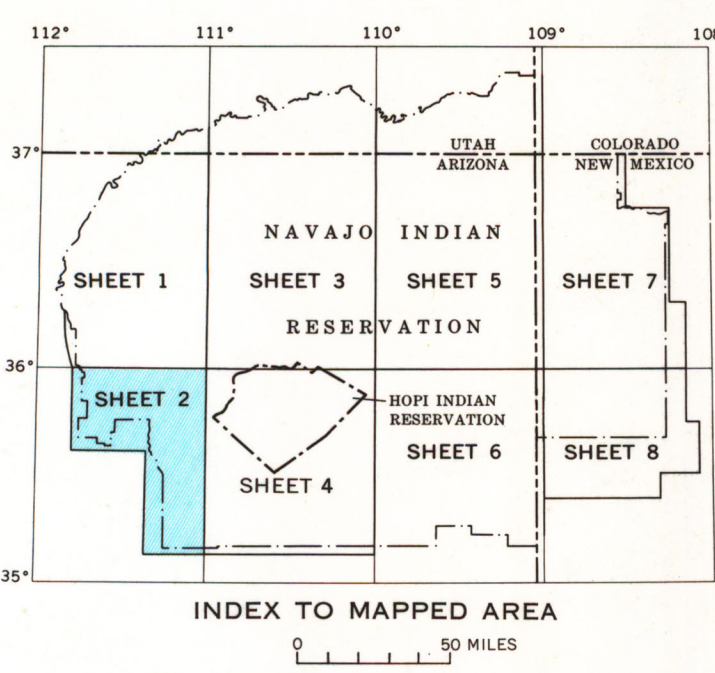 112° 111° 110° 109° 108
37°
UTAH
ARIZONA
COLORADO
NEW MEXICO
NAVAJO INDIAN
SHEET 1 SHEET 3 SHEET 5 SHEET 7
RESERVATION
36°
SHEET 2
HOPI INDIAN
RESERVATION
SHEET 6 SHEET 8
SHEET 4
35°
INDEX TO MAPPED AREA
0 50 MILES